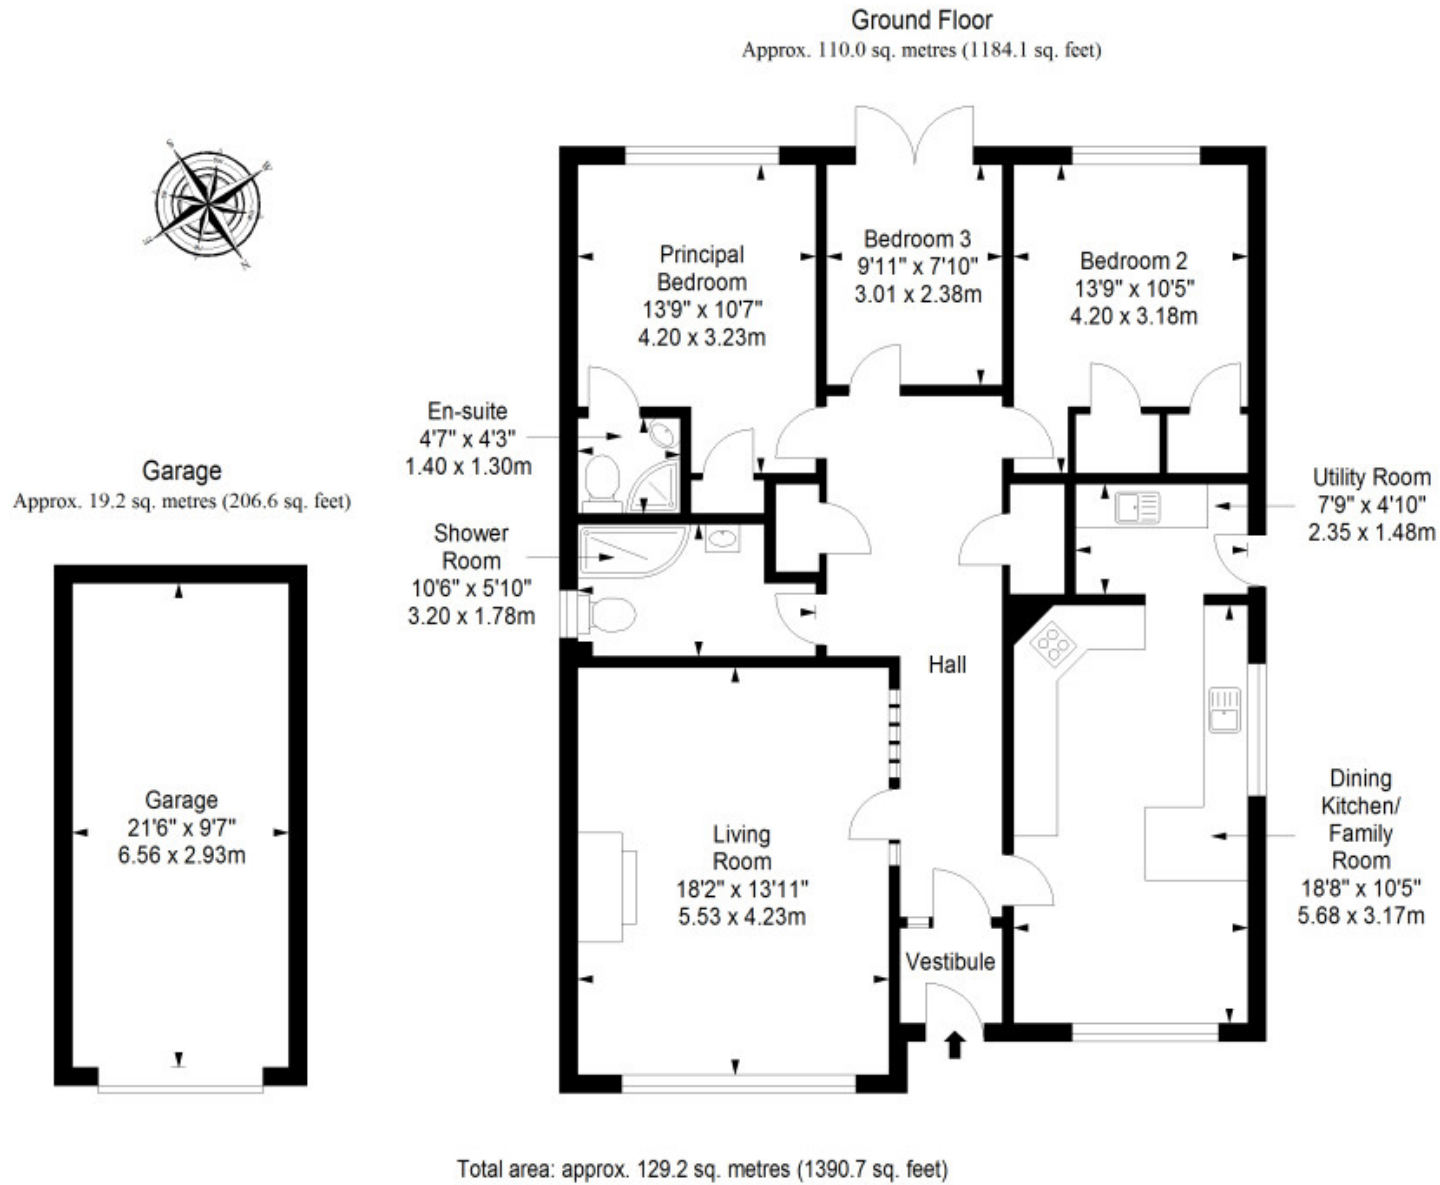 Ground Floor
Approx. 110.0 sq. metres (1184.1 sq. feet)
S
W
E
N
Principal
Bedroom
13'9" x 10'7"
4.20 x 3.23m
Bedroom 3
9'11" x 7'10"
3.01 x 2.38m
Bedroom 2
13'9" x 10'5"
4.20 x 3.18m
En-suite
4'7" x 4'3"
1.40 x 1.30m
Garage
Approx. 19.2 sq. metres (206.6 sq. feet)
Utility Room
7'9" x 4'10"
2.35 x 1.48m
Shower
Room
10'6" x 5'10"
3.20 x 1.78m
Hall
Garage
21'6" x 9'7"
6.56 x 2.93m
Living
Room
18'2" x 13'11"
5.53 x 4.23m
Dining
Kitchen/
Family
Room
18'8" x 10'5"
5.68 x 3.17m
Vestibule
Total area: approx. 129.2 sq. metres (1390.7 sq. feet)